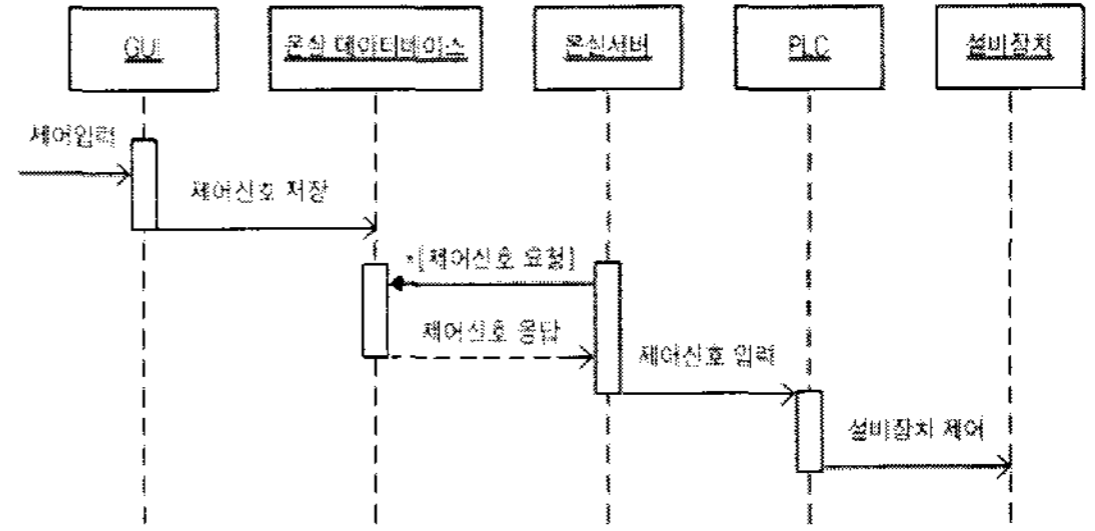 GUI
온실 데이터베이스
온실서버
PLC
설비장치
제어입력
제어신호 저장
*[제어신호 요청]
제어신호 응답
제어신호 입력
설비장치 제어